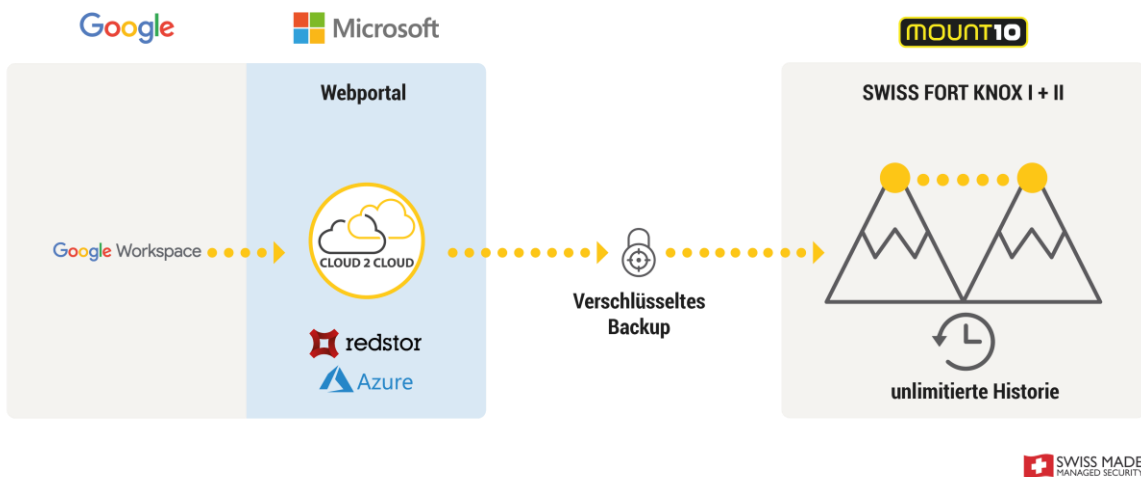 Google
Microsoft
MOUNT10
Webportal
SWISS FORT KNOX I + II
Google Workspace
CLOUD 2 CLOUD
Verschlüsseltes
Backup
redstor
Azure
unlimitierte Historie
SWISS MADE
MANAGED SECURITY